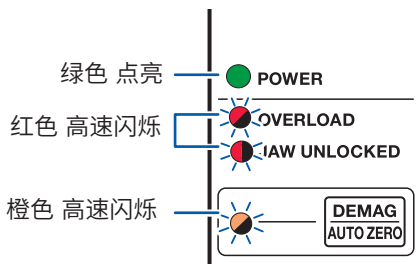 绿色 点亮
POWER
红色 高速闪烁
OVERLOAD
JAW UNLOCKED
橙色 高速闪烁
DEMAG
AUTO ZERO